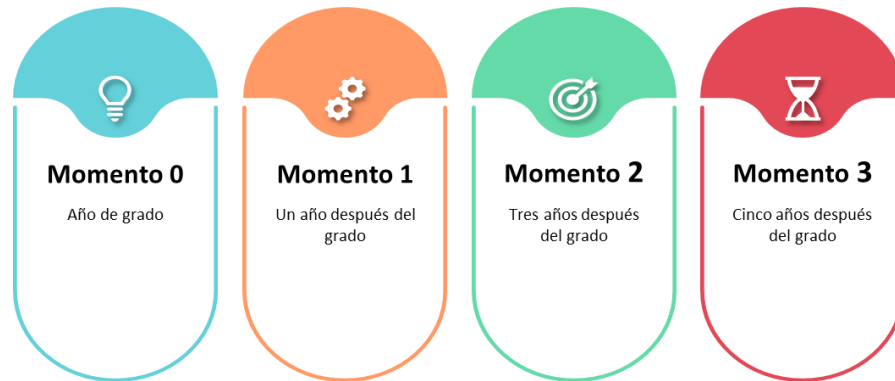 Momento 0
Año de grado
Momento 1
Un año después del
grado
Momento 2
Tres años después
del grado
Momento 3
Cinco años después
del grado